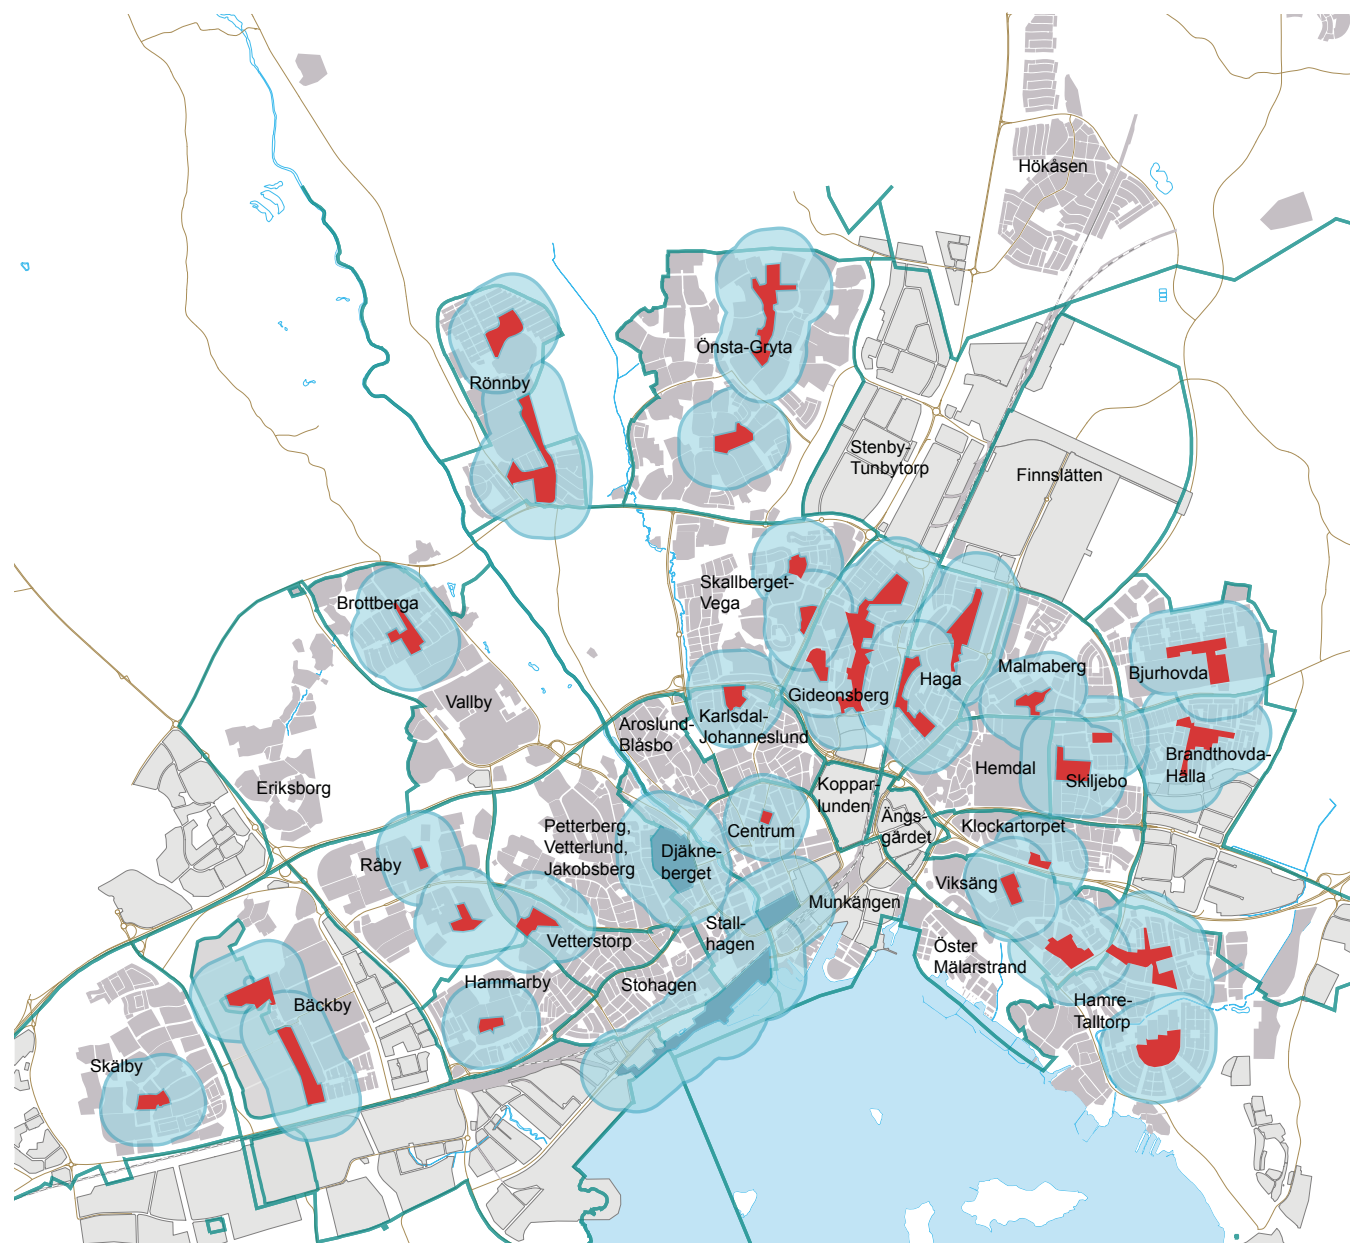 Hökåsen
Önsta-Gryta
Rönnby
Stenby-
Tunbytorp
Finnslätten
Skallberget-
Vega
Brottberga
Malmaberg
Bjurhovda
Haga
Gideonsberg
Vallby
Karlsdal-
Johanneslund
Aroslund-
Blåsbo
Brandthovda-
Hälla
Hemdal
Skiljebo
Eriksborg
Koppar-
lunden
Ängs-
gärdet
Klockartorpet
Petterberg,
Vetterlund,
Jakobsberg
Centrum
Djäkne-
berget
Råby
Viksäng
Munkängen
Stall-
hagen
Vetterstorp
Öster
Mälarstrand
Hammarby
Stohagen
Bäckby
Hamre-
Talltorp
Skälby